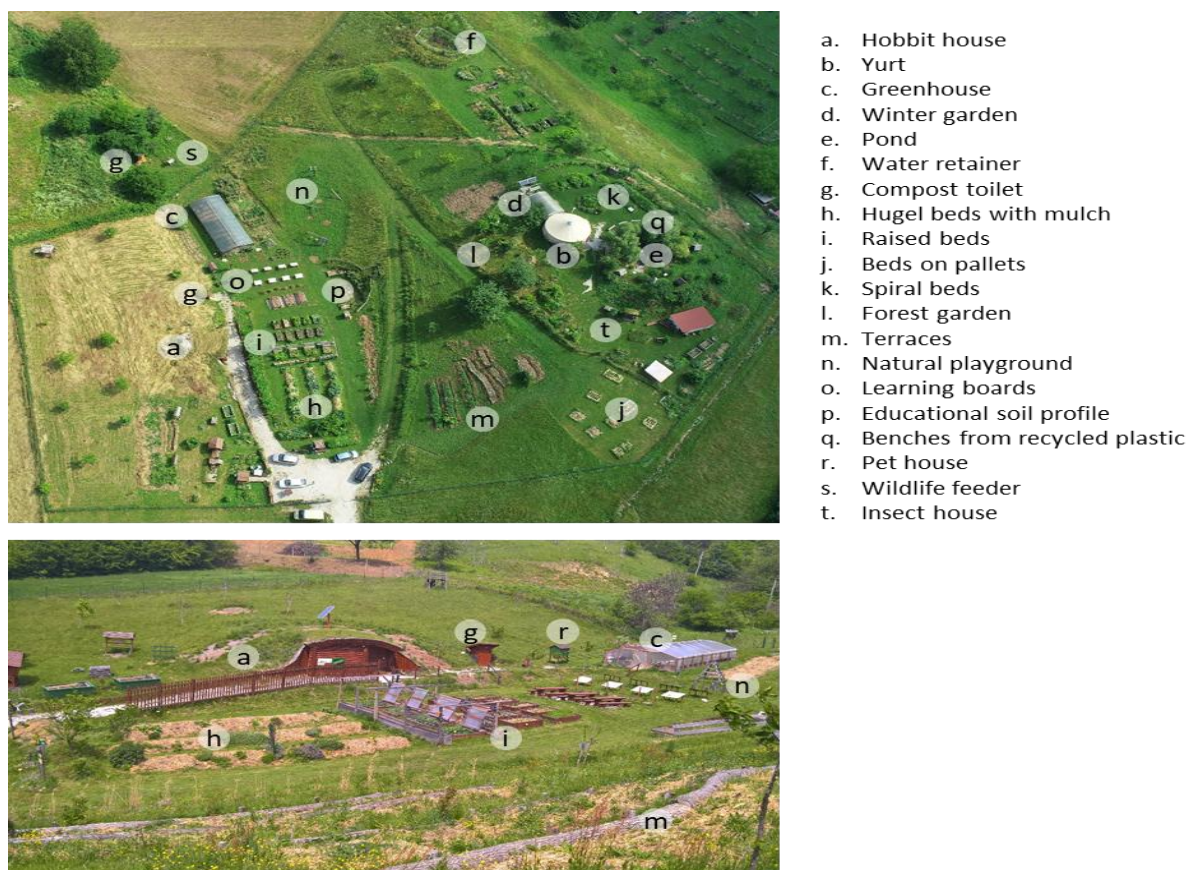 f
g
s
n
c
d
k
q
l
b
e
o
g
p
t
a
i
h
m
j
a. Hobbit house
b. Yurt
c. Greenhouse
d. Winter garden
e. Pond
f. Water retainer
g. Compost toilet
h. Hugel beds with mulch
i. Raised beds
j. Beds on pallets
k. Spiral beds
l. Forest garden
m. Terraces
n. Natural playground
o. Learning boards
p. Educational soil profile
q. Benches from recycled plastic
r. Pet house
s. Wildlife feeder
t. Insect house
a
g
r
c
n
h
i
m